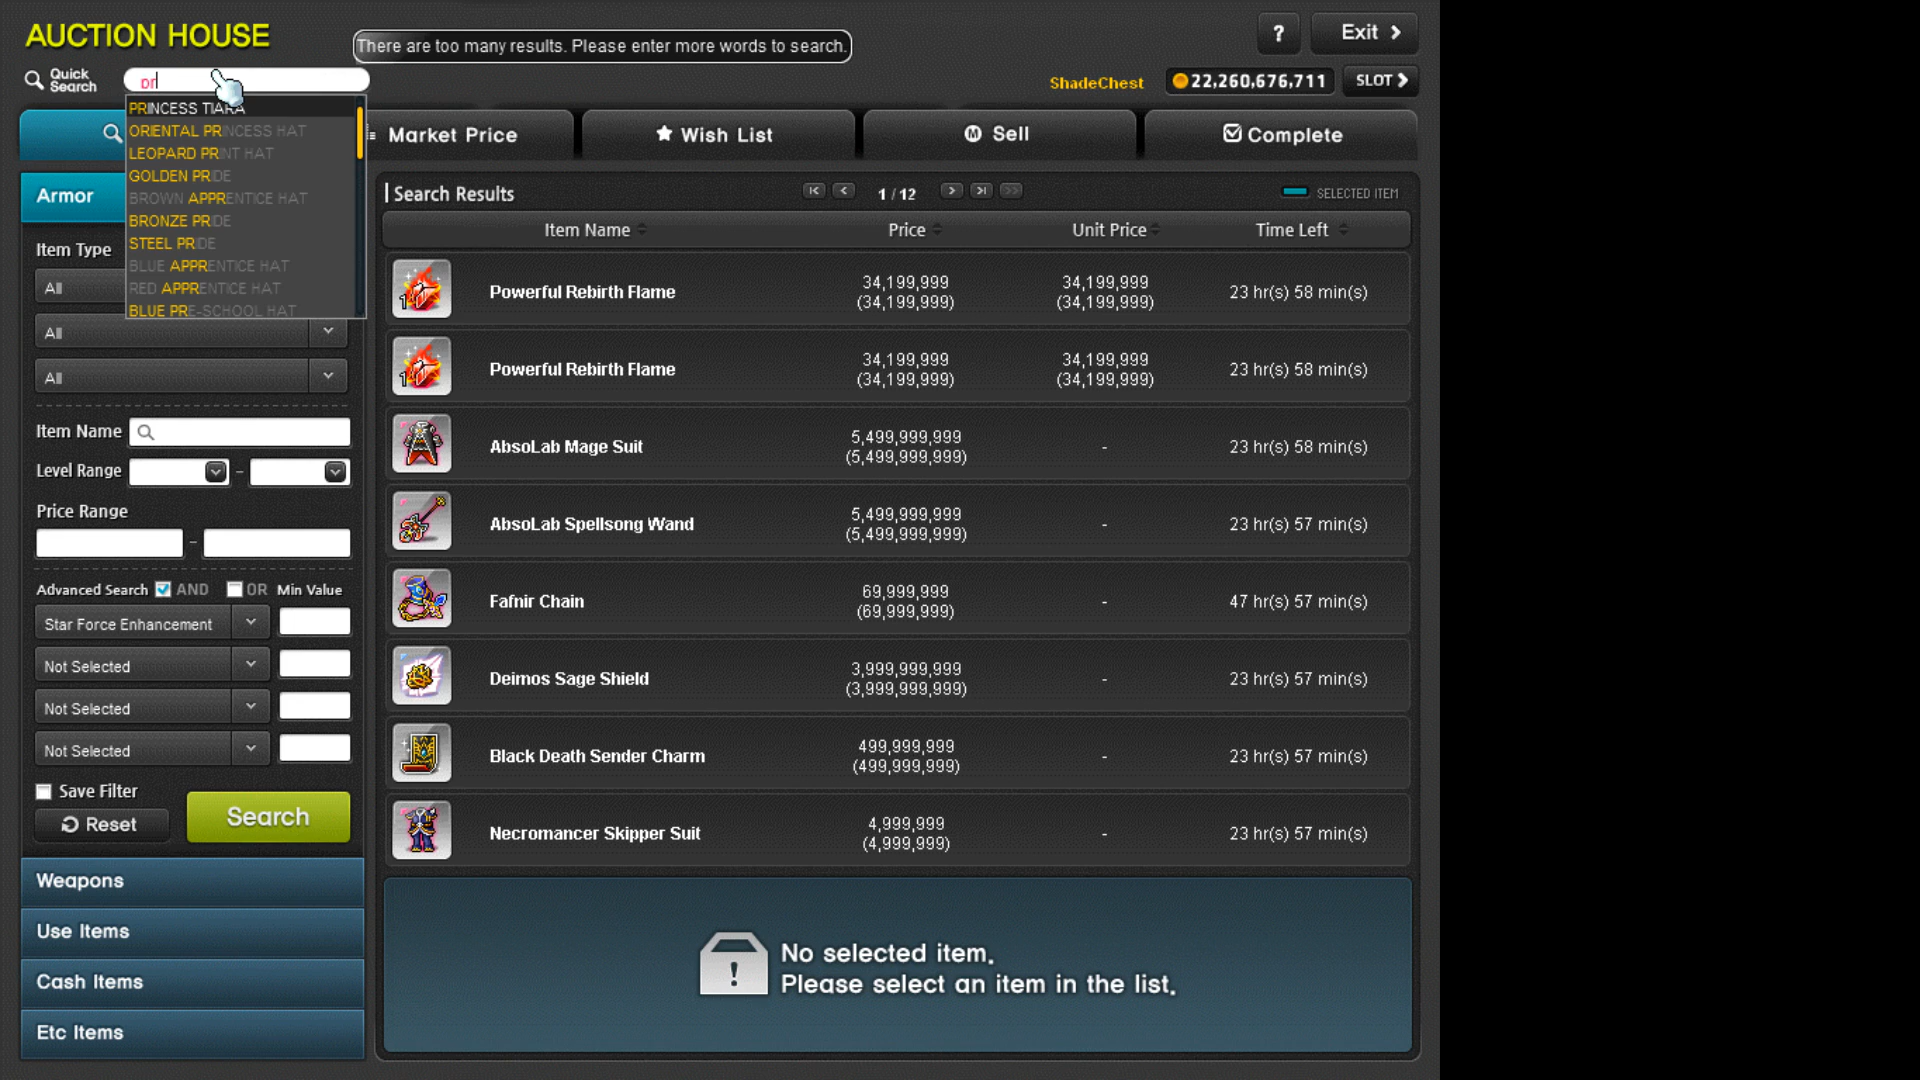 AUCTION HOUSE
There are too many results. Please enter more words to search.
?
Exit
Quick Search
pr
ShadeChest
22,260,676,711
SLOT
PRINCESS TIARA
ORIENTAL PRINCESS HAT
LEOPARD PRINT HAT
GOLDEN PRIDE
BROWN APPRENTICE HAT
BRONZE PRIDE
STEEL PRIDE
BLUE APPRENTICE HAT
RED APPRENTICE HAT
BLUE PRE-SCHOOL HAT
Market Price
Wish List
Sell
Complete
Armor
Item Type
All
All
All
Item Name
Level Range
-
Price Range
-
Advanced Search AND OR Min Value
Star Force Enhancement
Not Selected
Not Selected
Not Selected
Save Filter
Reset
Search
Weapons
Use Items
Cash Items
Etc Items
Search Results
1 / 12
SELECTED ITEM
Item Name Price Unit Price Time Left
1 Powerful Rebirth Flame 34,199,999 34,199,999 23 hr(s) 58 min(s)
(34,199,999) (34,199,999)
1 Powerful Rebirth Flame 34,199,999 34,199,999 23 hr(s) 58 min(s)
(34,199,999) (34,199,999)
AbsoLab Mage Suit 5,499,999,999 - 23 hr(s) 58 min(s)
(5,499,999,999)
AbsoLab Spellsong Wand 5,499,999,999 - 23 hr(s) 57 min(s)
(5,499,999,999)
Fafnir Chain 69,999,999 - 47 hr(s) 57 min(s)
(69,999,999)
Deimos Sage Shield 3,999,999,999 - 23 hr(s) 57 min(s)
(3,999,999,999)
Black Death Sender Charm 499,999,999 - 23 hr(s) 57 min(s)
(499,999,999)
Necromancer Skipper Suit 4,999,999 - 23 hr(s) 57 min(s)
(4,999,999)
No selected item.
Please select an item in the list.